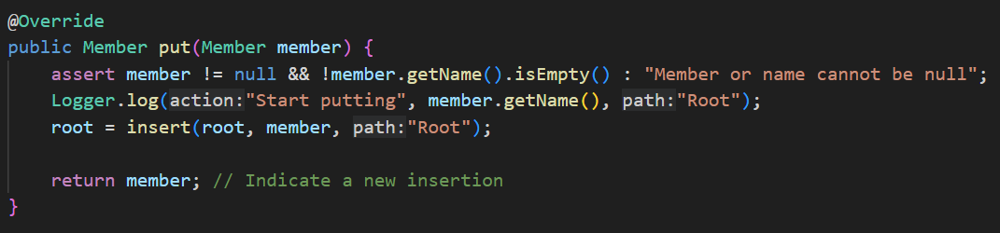 @Override
public Member put(Member member) {
    assert member != null && !member.getName().isEmpty() : "Member or name cannot be null";
    Logger.log(action:"Start putting", member.getName(), path:"Root");
    root = insert(root, member, path:"Root");
    return member; // Indicate a new insertion
}